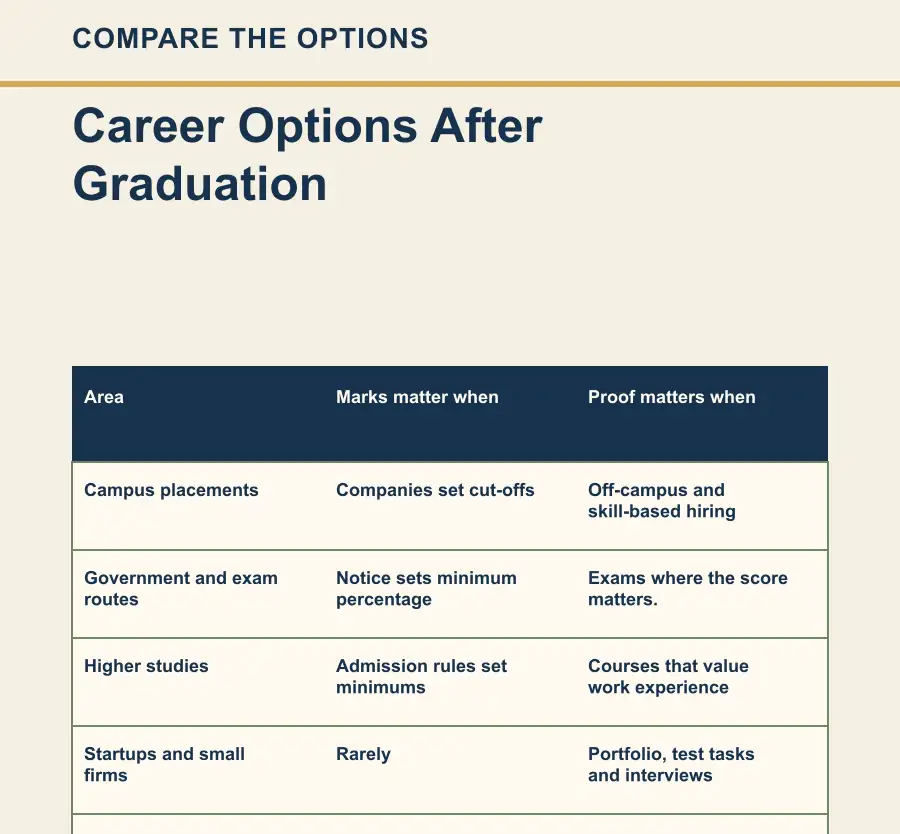 COMPARE THE OPTIONS
Career Options After
Graduation
Area
Marks matter when
Proof matters when
Campus placements
Companies set cut-offs
Off-campus and
skill-based hiring
Government and exam
routes
Notice sets minimum
percentage
Exams where the score
matters.
Higher studies
Admission rules set
minimums
Courses that value
work experience
Startups and small
firms
Rarely
Portfolio, test tasks
and interviews